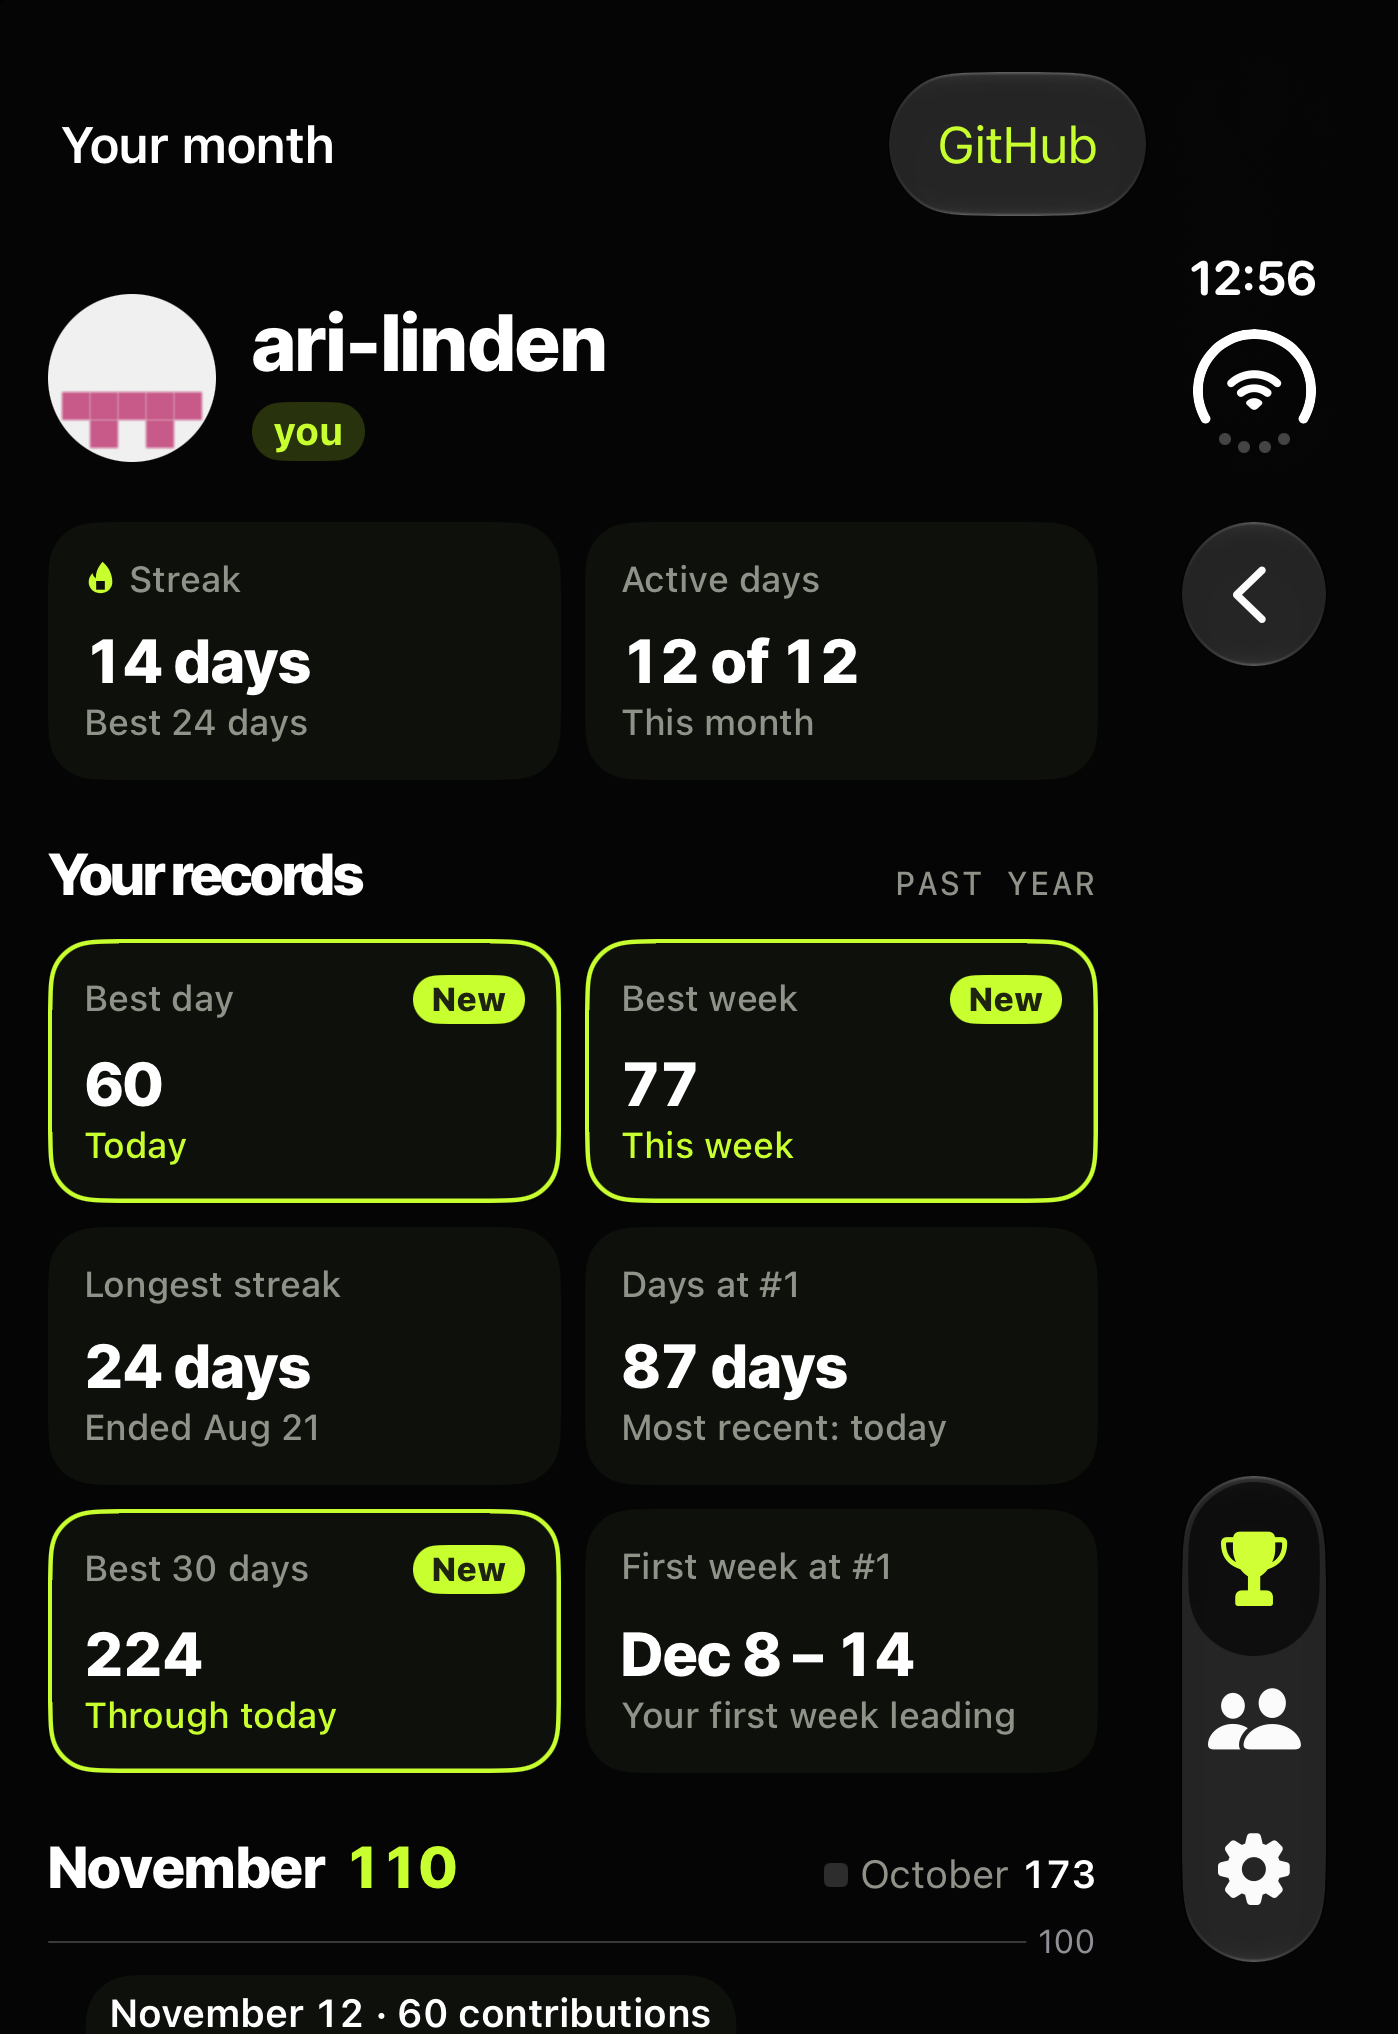 Your month
GitHub
12:56
ari-linden
you
Streak
14 days
Best 24 days
Active days
12 of 12
This month
Your records
PAST YEAR
Best day
New
60
Today
Best week
New
77
This week
Longest streak
24 days
Ended Aug 21
Days at #1
87 days
Most recent: today
Best 30 days
New
224
Through today
First week at #1
Dec 8 – 14
Your first week leading
November 110
October 173
100
November 12 · 60 contributions